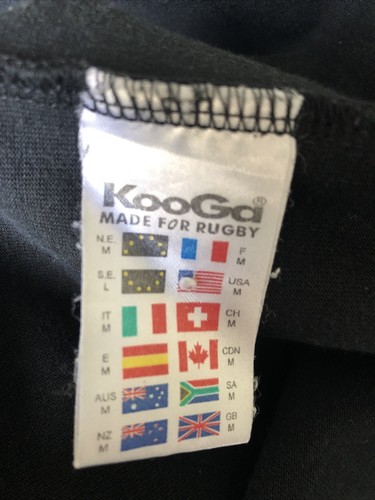 KooGa®
MADE FOR RUGBY
N.E. M F M
S.E. L USA M
IT M CH M
E M CDN M
AUS M SA M
NZ M GB M